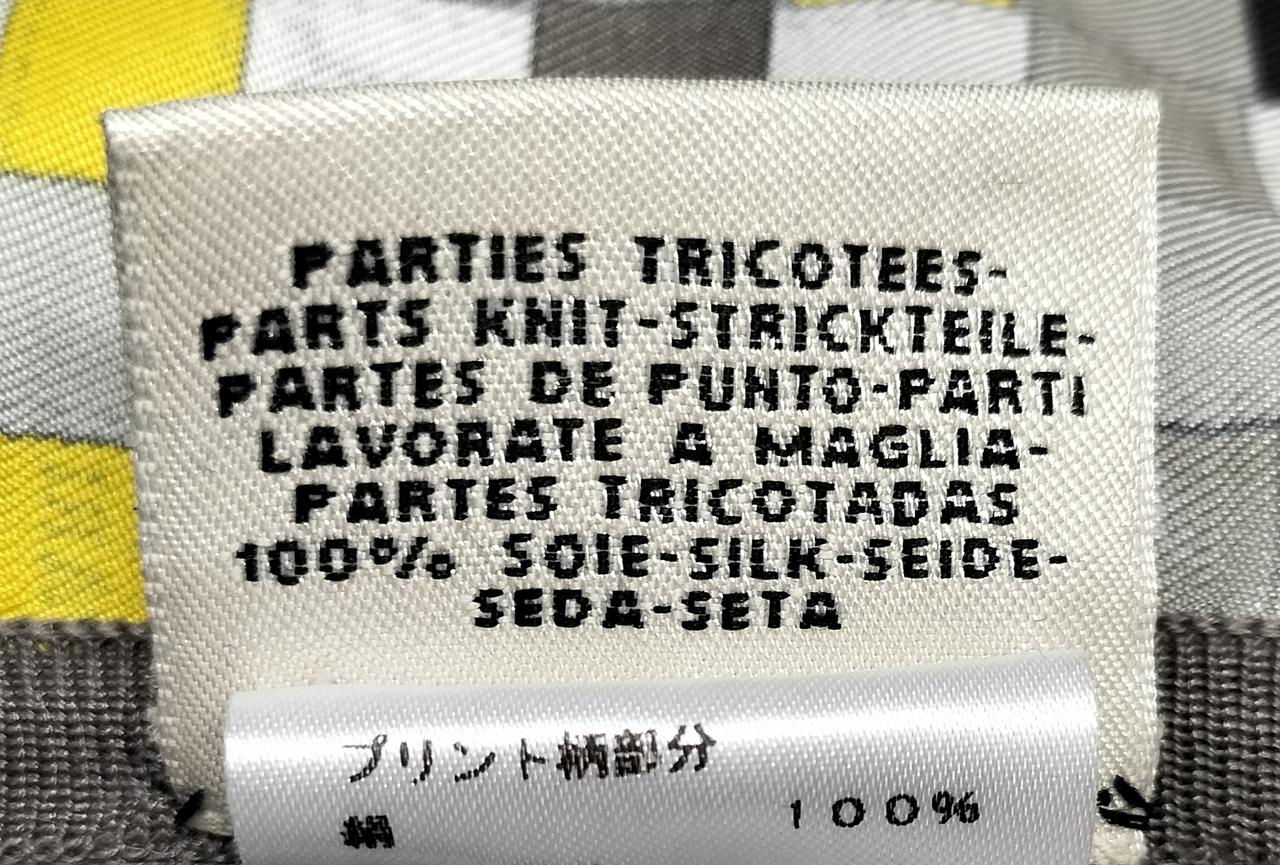 PARTIES TRICOTEES-
PARTS KNIT-STRICKTEILE-
PARTES DE PUNTO-PARTI
LAVORATE A MAGLIA-
PARTES TRICOTADAS
100% SOIE-SILK-SEIDE-
SEDA-SETA
プリント柄部分
絹 100%